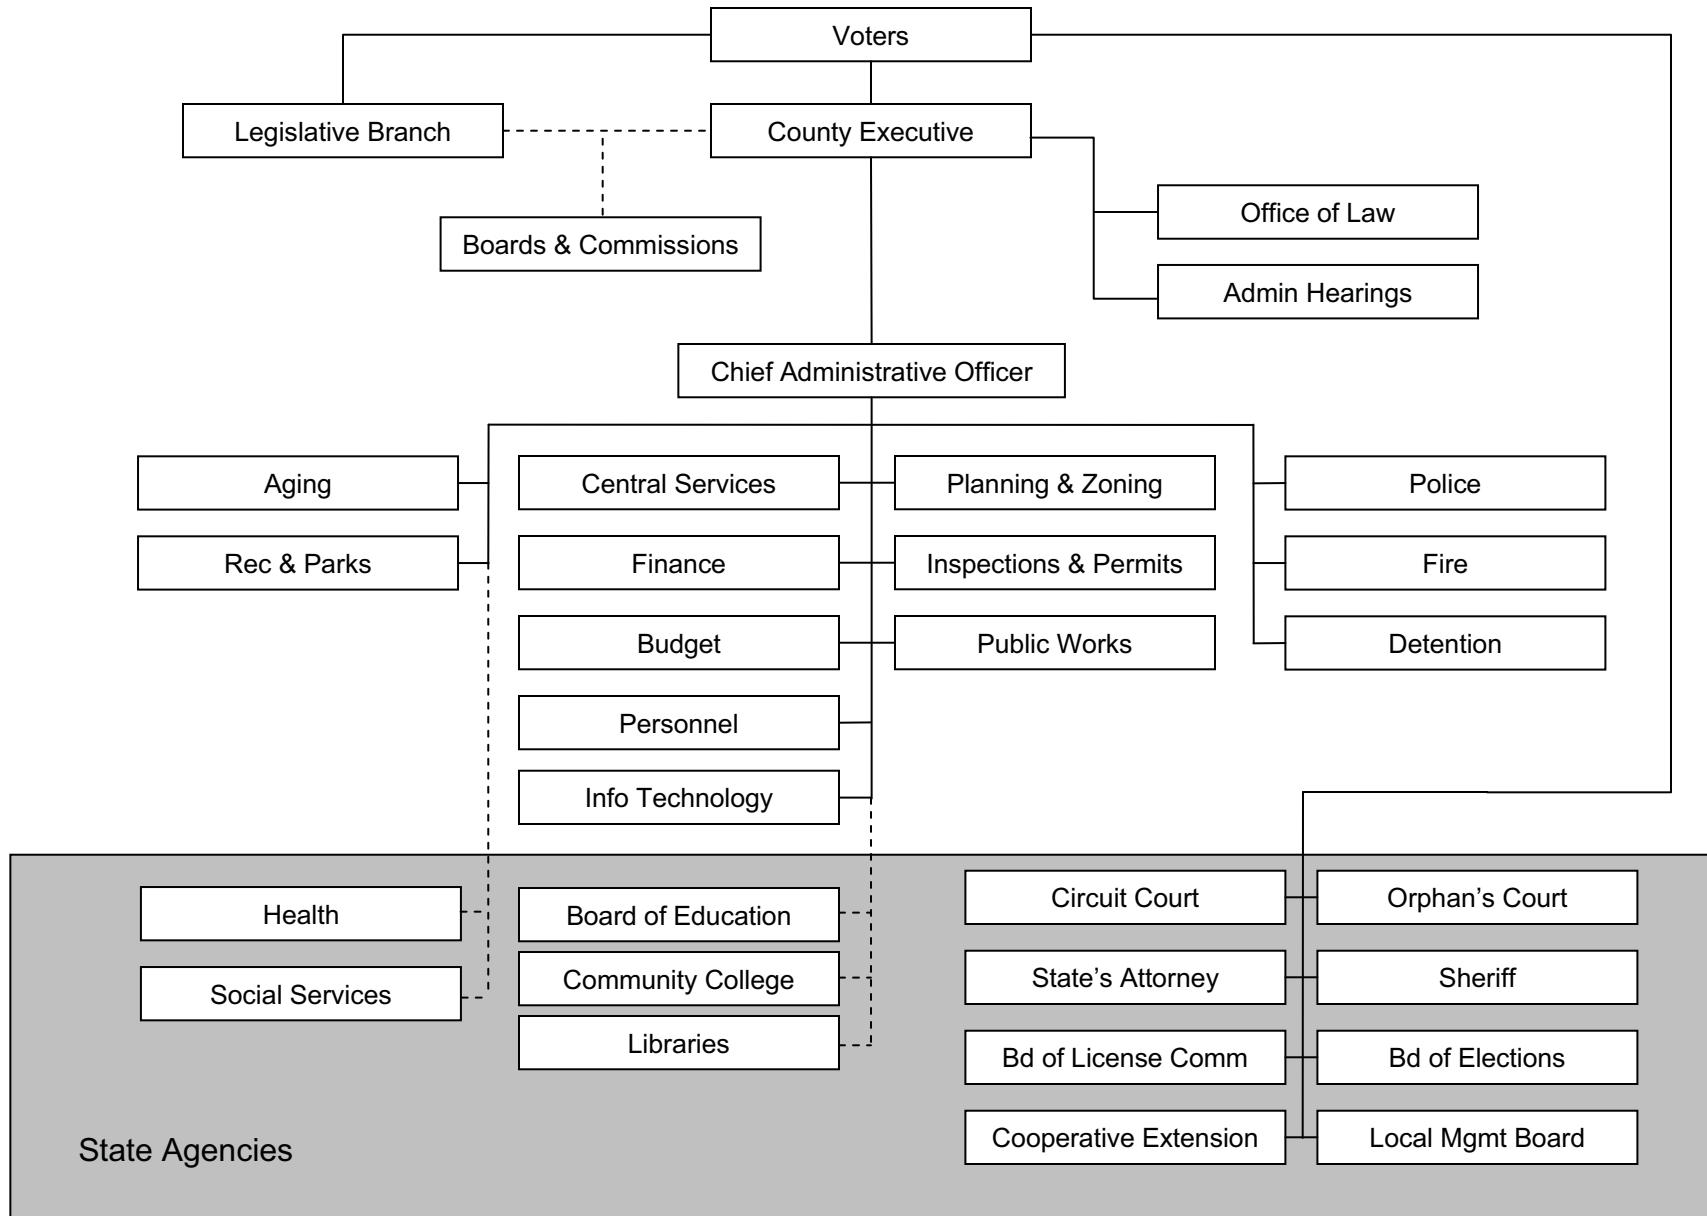 Voters
Legislative Branch
County Executive
Office of Law
Boards & Commissions
Admin Hearings
Chief Administrative Officer
Aging
Central Services
Planning & Zoning
Police
Rec & Parks
Finance
Inspections & Permits
Fire
Budget
Public Works
Detention
Personnel
Info Technology
Health
Board of Education
Circuit Court
Orphan’s Court
Social Services
Community College
State’s Attorney
Sheriff
Libraries
Bd of License Comm
Bd of Elections
State Agencies
Cooperative Extension
Local Mgmt Board